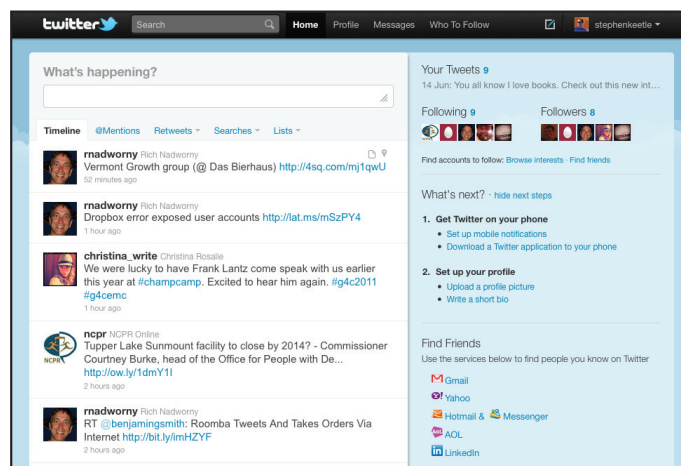 twitter
Search
Home Profile Messages Who To Follow
stephenkeetle
What's happening?
Timeline @Mentions Retweets Searches Lists
rnadworny Rich Nadworny
Vermont Growth group (@ Das Bierhaus) http://4sq.com/mj1qwU
52 minutes ago
rnadworny Rich Nadworny
Dropbox error exposed user accounts http://lat.ms/mSzPY4
1 hour ago
christina_write Christina Rosalie
We were lucky to have Frank Lantz come speak with us earlier
this year at #champcamp. Excited to hear him again. #g4c2011
#g4cemc
1 hour ago
NCPR
ncpr NCPR Online
Tupper Lake Sunmount facility to close by 2014? - Commissioner
Courtney Burke, head of the Office for People with De...
http://ow.ly/1dmY1I
2 hours ago
rnadworny Rich Nadworny
RT @benjamingsmith: Roomba Tweets And Takes Orders Via
Internet http://bit.ly/imHZYF
2 hours ago
Your Tweets 9
14 Jun: You all know I love books. Check out this new int...
Following 9
Followers 8
Find accounts to follow: Browse interests · Find friends
What's next? · hide next steps
1. Get Twitter on your phone
• Set up mobile notifications
• Download a Twitter application to your phone
2. Set up your profile
• Upload a profile picture
• Write a short bio
Find Friends
Use the services below to find people you know on Twitter
Gmail
Yahoo
Hotmail & Messenger
AOL
LinkedIn